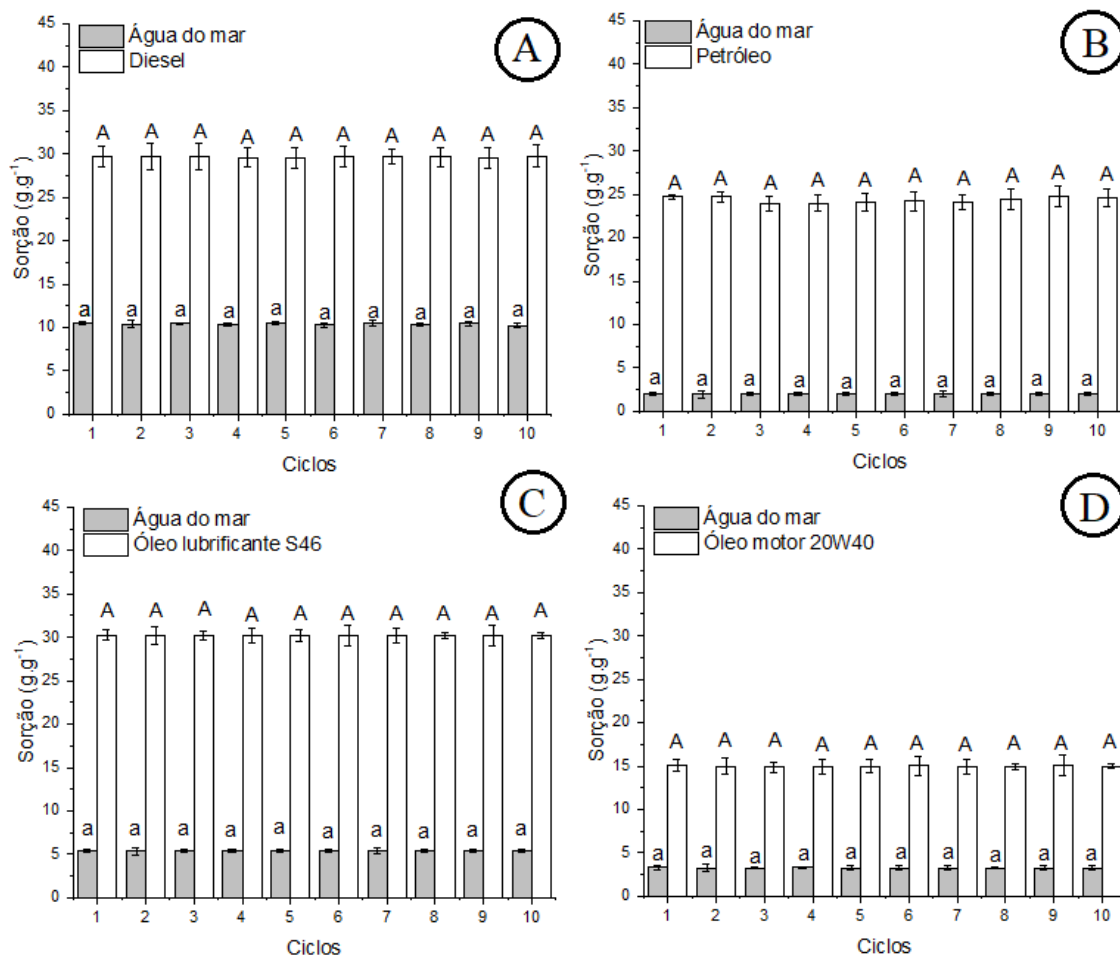 A
Água do mar
Diesel
45
40
35
30
25
20
15
10
5
0
Sorção (g.g⁻¹)
A A A A A A A A A A
a a a a a a a a a a
1 2 3 4 5 6 7 8 9 10
Ciclos
B
Água do mar
Petróleo
45
40
35
30
25
20
15
10
5
0
Sorção (g.g⁻¹)
A A A A A A A A A A
a a a a a a a a a a
1 2 3 4 5 6 7 8 9 10
Ciclos
C
Água do mar
Óleo lubrificante S46
45
40
35
30
25
20
15
10
5
0
Sorção (g.g⁻¹)
A A A A A A A A A A
a a a a a a a a a a
1 2 3 4 5 6 7 8 9 10
Ciclos
D
Água do mar
Óleo motor 20W40
45
40
35
30
25
20
15
10
5
0
Sorção (g.g⁻¹)
A A A A A A A A A A
a a a a a a a a a a
1 2 3 4 5 6 7 8 9 10
Ciclos